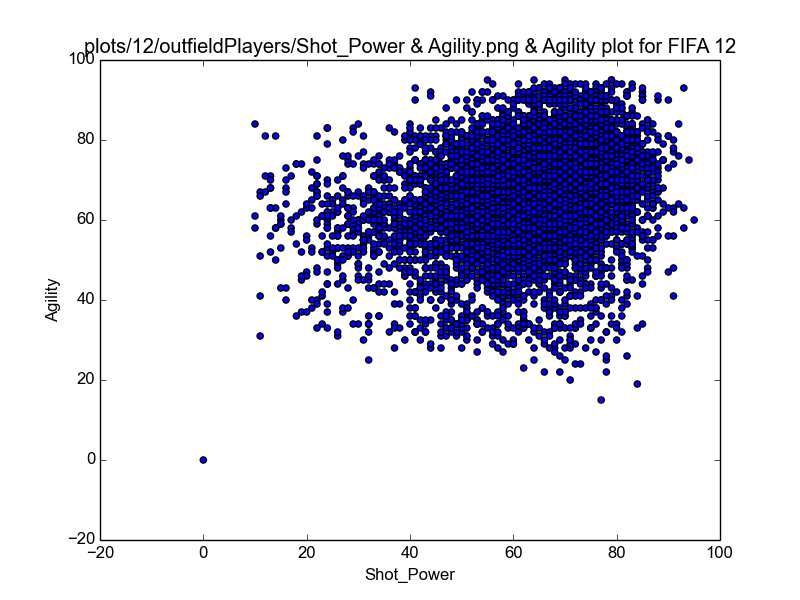 plots/12/outfieldPlayers/Shot_Power & Agility.png & Agility plot for FIFA 12
100
80
60
40
20
0
−20
Agility
−20 0 20 40 60 80 100
Shot_Power